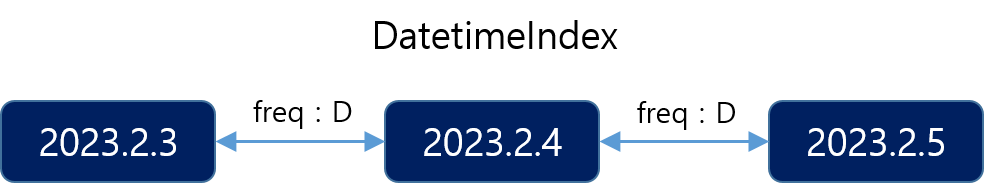 DatetimeIndex
freq : D
freq : D
2023.2.3
2023.2.4
2023.2.5